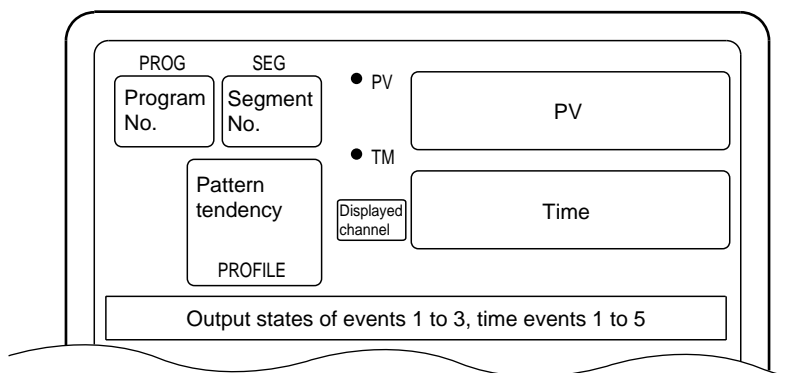 PROG
SEG
Program
No.
Segment
No.
PV
PV
TM
Pattern
tendency
PROFILE
Displayed
channel
Time
Output states of events 1 to 3, time events 1 to 5